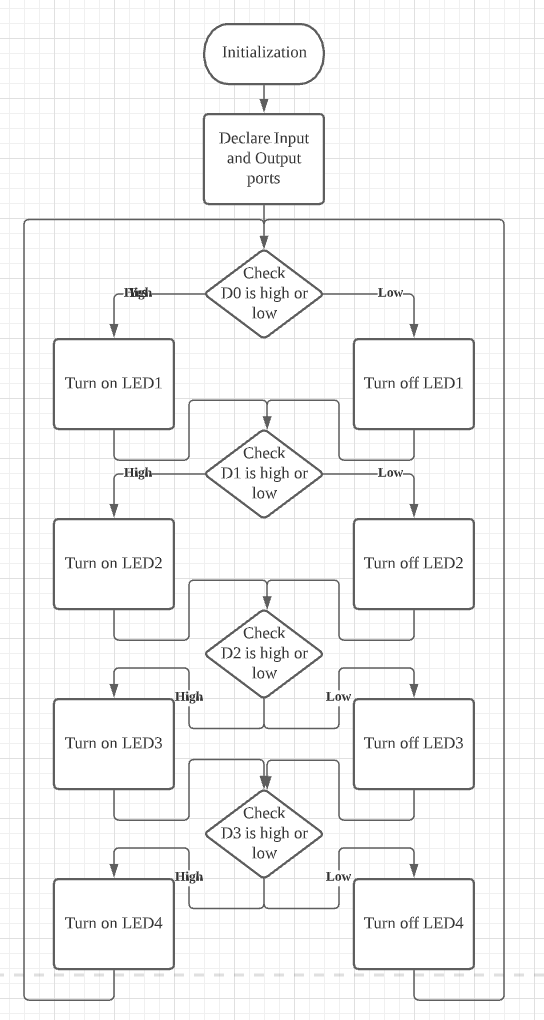 Initialization
Declare Input
and Output
ports
Check
D0 is high or
low
High
Low
Turn on LED1
Turn off LED1
Check
D1 is high or
low
High
Low
Turn on LED2
Turn off LED2
Check
D2 is high or
low
High
Low
Turn on LED3
Turn off LED3
Check
D3 is high or
low
High
Low
Turn on LED4
Turn off LED4